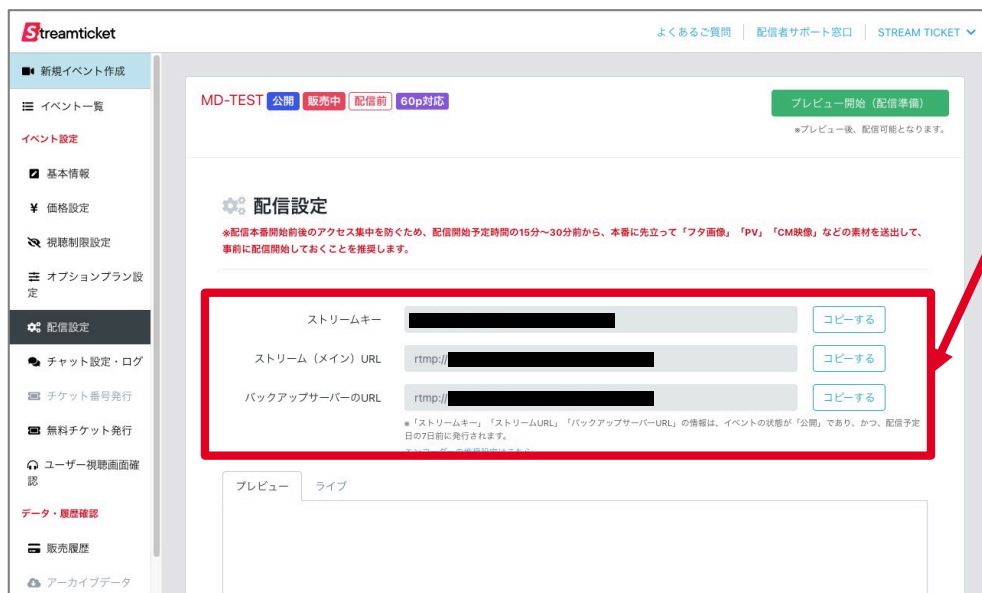 Streamticket
よくあるご質問
配信者サポート窓口
STREAM TICKET
新規イベント作成
イベント一覧
イベント設定
基本情報
¥ 価格設定
視聴制限設定
オプションプラン設
定
配信設定
チャット設定・ログ
チケット番号発行
無料チケット発行
ユーザー視聴画面確
認
データ・履歴確認
販売履歴
アーカイブデータ
MD-TEST 公開 販売中 配信前 60p対応
プレビュー開始（配信準備）
※プレビュー後、配信可能となります。
配信設定
※配信本番開始前後のアクセス集中を防ぐため、配信開始予定時間の15分〜30分前から、本番に先立って「フタ画像」「PV」「CM映像」などの素材を送出して、
事前に配信開始しておくことを推奨します。
ストリームキー
コピーする
ストリーム（メイン）URL
rtmp://
コピーする
バックアップサーバーのURL
rtmp://
コピーする
※「ストリームキー」「ストリームURL」「バックアップサーバーURL」の情報は、イベントの状態が「公開」であり、かつ、配信予定
日の7日前に発行されます。
プレビュー
ライブ